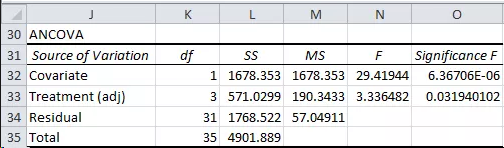 J K L M N O
30 ANCOVA
31 Source of Variation df SS MS F Significance F
32 Covariate 1 1678.353 1678.353 29.41944 6.36706E-06
33 Treatment (adj) 3 571.0299 190.3433 3.336482 0.031940102
34 Residual 31 1768.522 57.04911
35 Total 35 4901.889